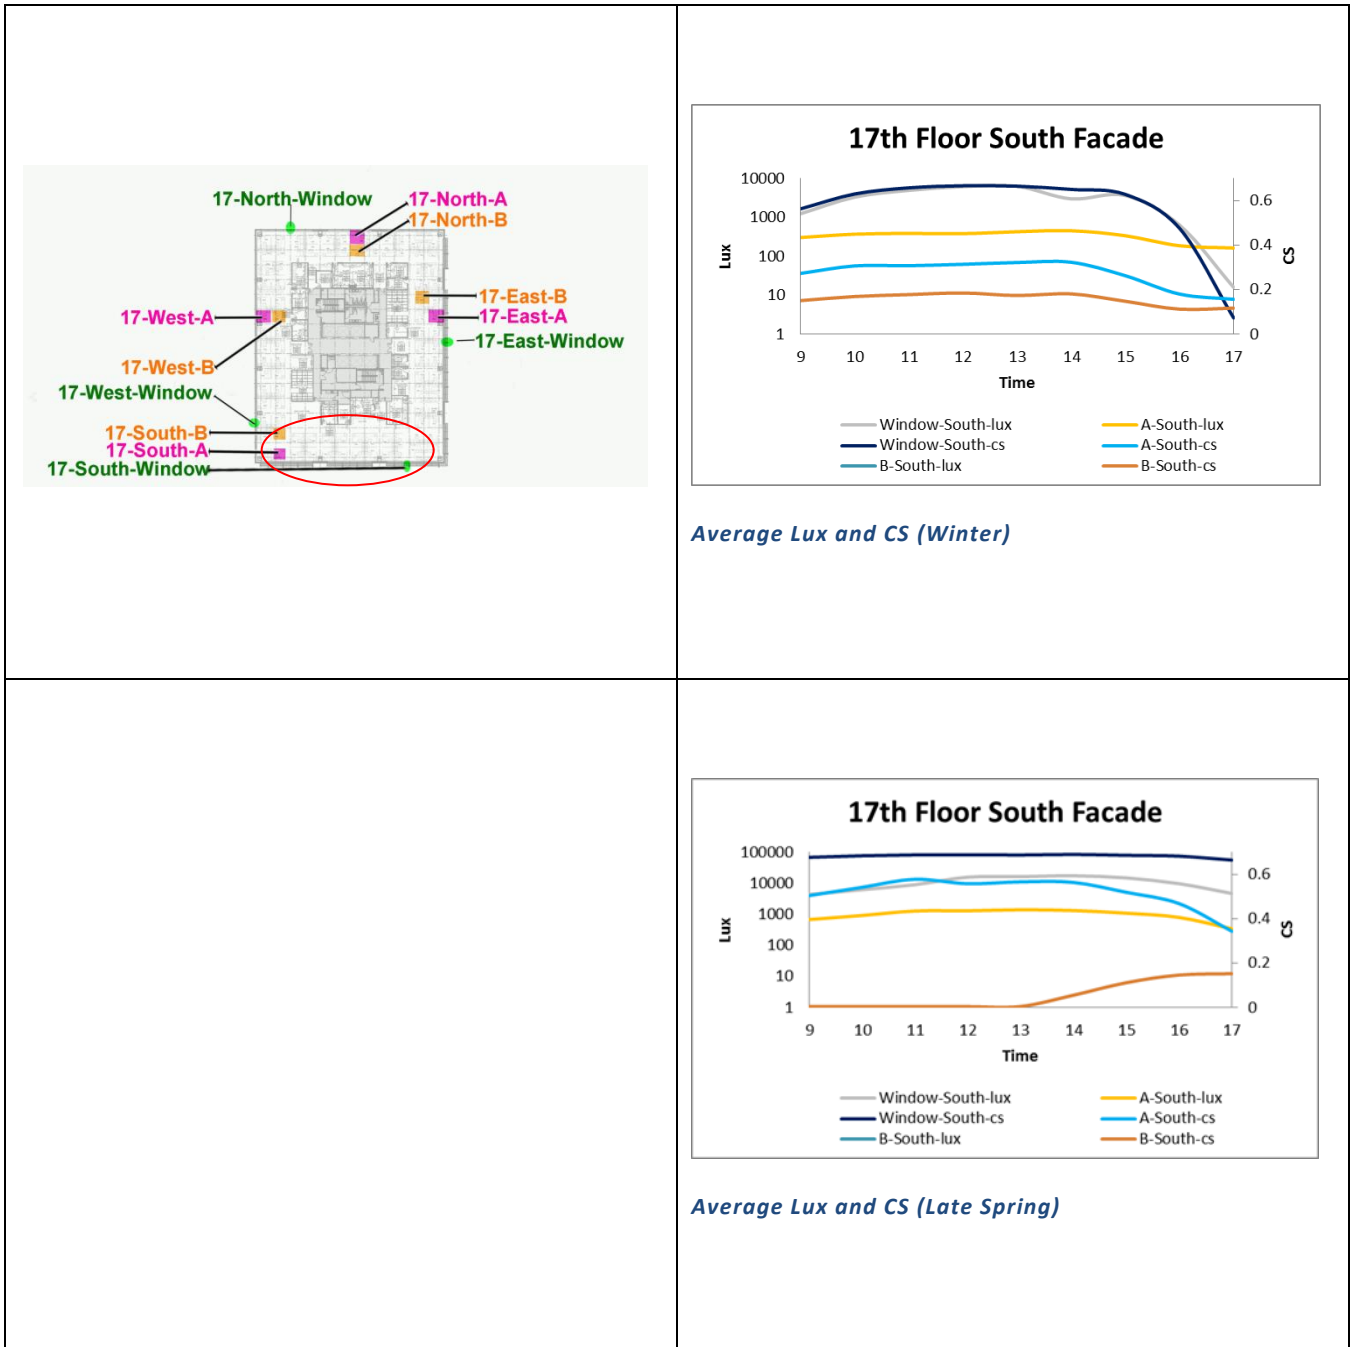 17-North-Window
17-North-A
17-North-B
17-East-B
17-West-A
17-East-A
17-East-Window
17-West-B
17-West-Window
17-South-B
17-South-A
17-South-Window
17th Floor South Facade
10000
1000
100
10
1
Lux
0.6
0.4
0.2
0
CS
9 10 11 12 13 14 15 16 17
Time
Window-South-lux A-South-lux
Window-South-cs A-South-cs
B-South-lux B-South-cs
Average Lux and CS (Winter)
17th Floor South Facade
100000
10000
1000
100
10
1
Lux
0.6
0.4
0.2
0
CS
9 10 11 12 13 14 15 16 17
Time
Window-South-lux A-South-lux
Window-South-cs A-South-cs
B-South-lux B-South-cs
Average Lux and CS (Late Spring)